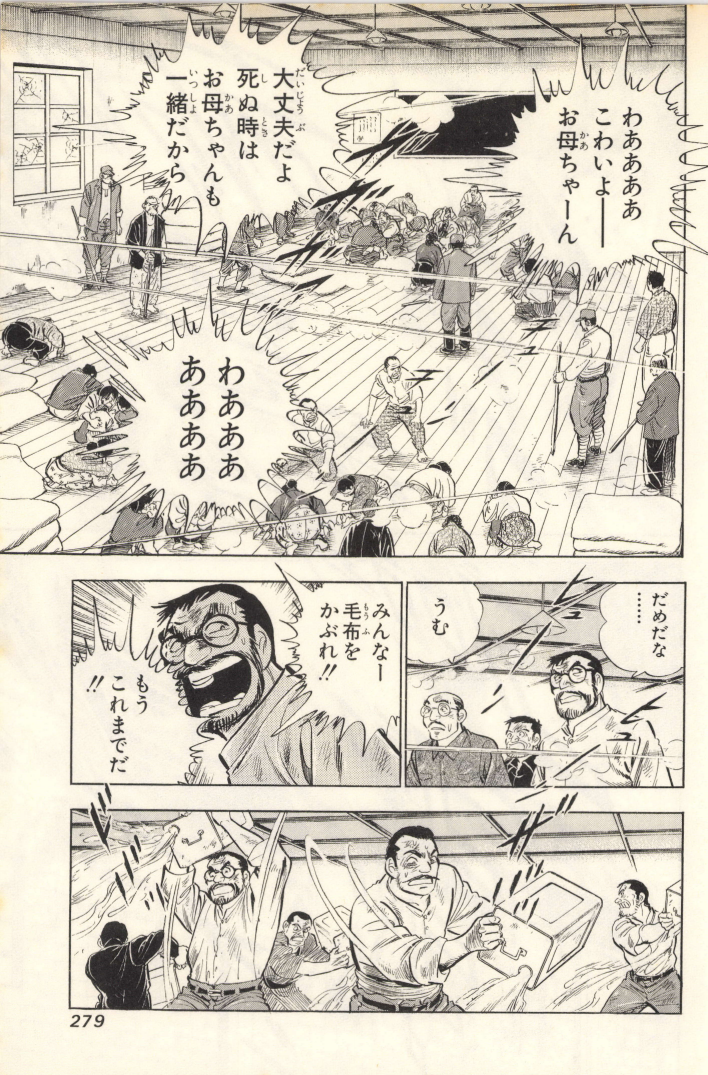 わあああああ
こわいよ――
お母ちゃーん
大丈夫だよ
死ぬ時は
お母ちゃんも
一緒だから
わああああ
ああああ
だめだな
……
うむ
みんなー
毛布を
かぶれ!!
もう
これまでだ
!!
279